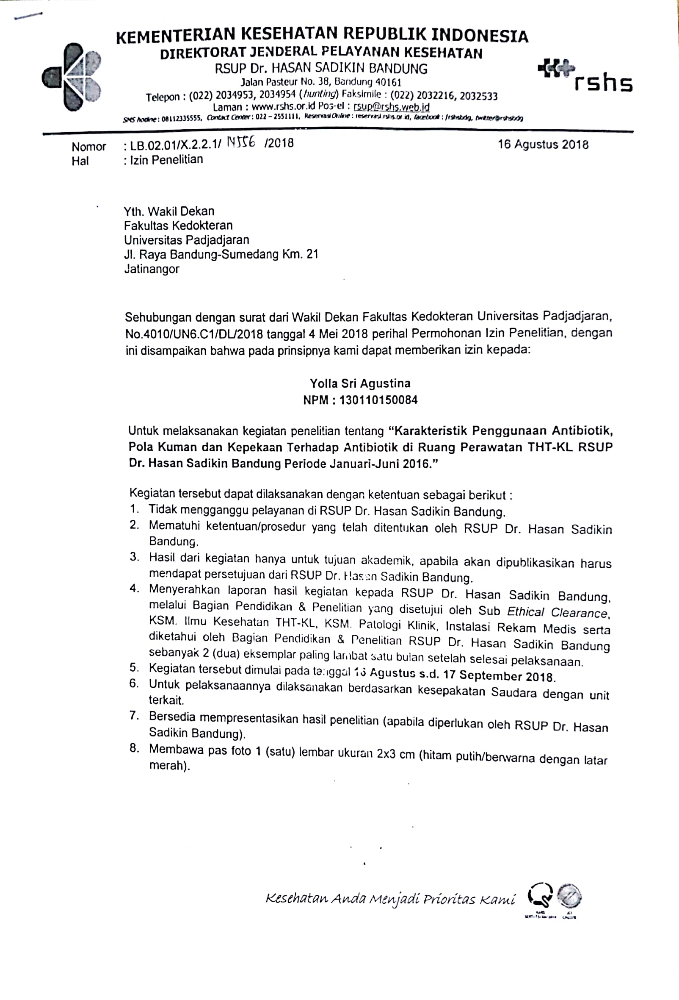 KEMENTERIAN KESEHATAN REPUBLIK INDONESIA
DIREKTORAT JENDERAL PELAYANAN KESEHATAN
RSUP Dr. HASAN SADIKIN BANDUNG
Jalan Pasteur No. 38, Bandung 40161
Telepon : (022) 2034953, 2034954 (hunting) Faksimile : (022) 2032216, 2032533
Laman : www.rshs.or.id Pos-el : rsup@rshs.web.id
SMS hotline : 08112335555, Contact Center : 022 – 2551111, Reservasi Online : reservasi.rshs.or.id, facebook : /rshsbdg, twitter@rshsbdg
rshs
Nomor : LB.02.01/X.2.2.1/ 14556 /2018
16 Agustus 2018
Hal : Izin Penelitian
Yth. Wakil Dekan
Fakultas Kedokteran
Universitas Padjadjaran
Jl. Raya Bandung-Sumedang Km. 21
Jatinangor
Sehubungan dengan surat dari Wakil Dekan Fakultas Kedokteran Universitas Padjadjaran,
No.4010/UN6.C1/DL/2018 tanggal 4 Mei 2018 perihal Permohonan Izin Penelitian, dengan
ini disampaikan bahwa pada prinsipnya kami dapat memberikan izin kepada:
Yolla Sri Agustina
NPM : 130110150084
Untuk melaksanakan kegiatan penelitian tentang “Karakteristik Penggunaan Antibiotik,
Pola Kuman dan Kepekaan Terhadap Antibiotik di Ruang Perawatan THT-KL RSUP
Dr. Hasan Sadikin Bandung Periode Januari-Juni 2016.”
Kegiatan tersebut dapat dilaksanakan dengan ketentuan sebagai berikut :
1. Tidak mengganggu pelayanan di RSUP Dr. Hasan Sadikin Bandung.
2. Mematuhi ketentuan/prosedur yang telah ditentukan oleh RSUP Dr. Hasan Sadikin
Bandung.
3. Hasil dari kegiatan hanya untuk tujuan akademik, apabila akan dipublikasikan harus
mendapat persetujuan dari RSUP Dr. Hasan Sadikin Bandung.
4. Menyerahkan laporan hasil kegiatan kepada RSUP Dr. Hasan Sadikin Bandung,
melalui Bagian Pendidikan & Penelitian yang disetujui oleh Sub Ethical Clearance,
KSM. Ilmu Kesehatan THT-KL, KSM. Patologi Klinik, Instalasi Rekam Medis serta
diketahui oleh Bagian Pendidikan & Penelitian RSUP Dr. Hasan Sadikin Bandung
sebanyak 2 (dua) eksemplar paling lambat satu bulan setelah selesai pelaksanaan.
5. Kegiatan tersebut dimulai pada tanggal Agustus s.d. 17 September 2018.
6. Untuk pelaksanaannya dilaksanakan berdasarkan kesepakatan Saudara dengan unit
terkait.
7. Bersedia mempresentasikan hasil penelitian (apabila diperlukan oleh RSUP Dr. Hasan
Sadikin Bandung).
8. Membawa pas foto 1 (satu) lembar ukuran 2x3 cm (hitam putih/berwarna dengan latar
merah).
Kesehatan Anda Menjadi Prioritas Kami